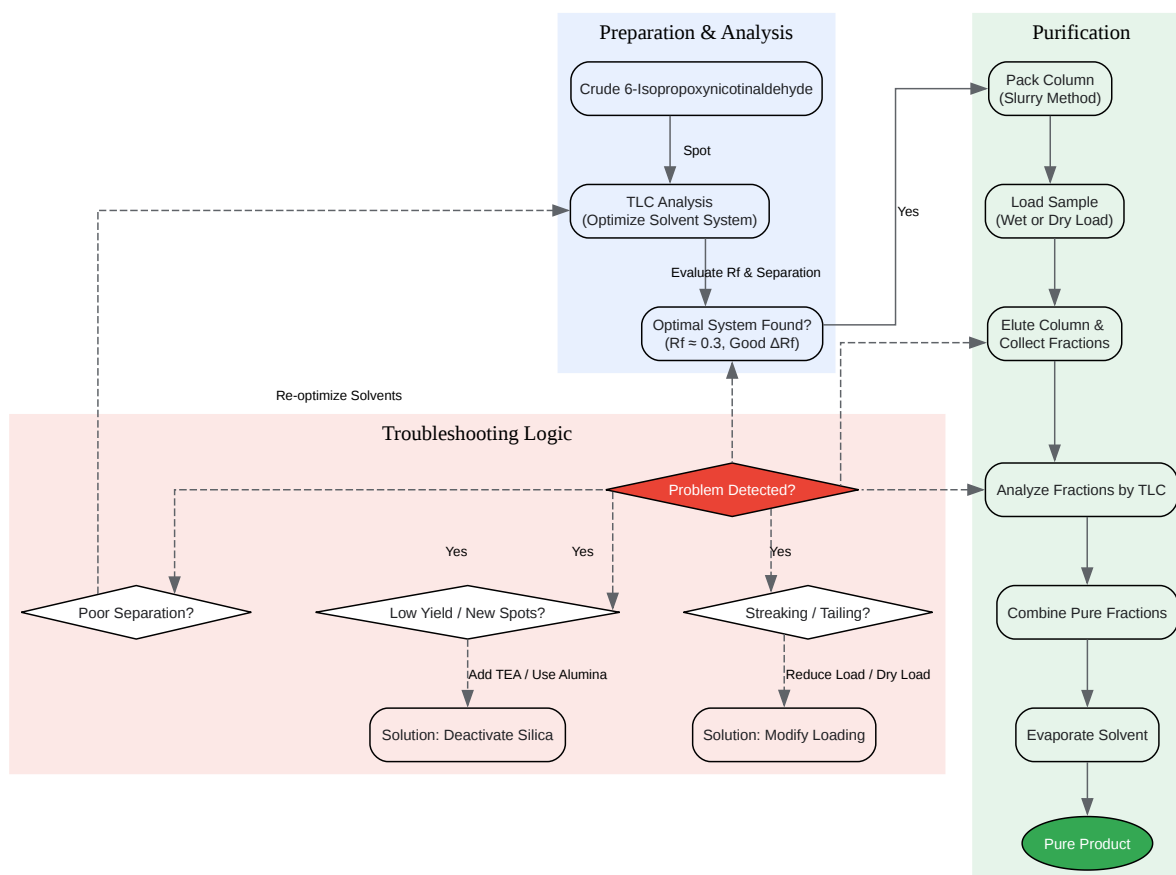 Preparation & Analysis
Purification
Crude 6-Isopropoxynicotinaldehyde
Pack Column
(Slurry Method)
Spot
TLC Analysis
(Optimize Solvent System)
Yes
Load Sample
(Wet or Dry Load)
Evaluate Rf & Separation
Optimal System Found?
(Rf ≈ 0.3, Good ΔRf)
Elute Column &
Collect Fractions
Re-optimize Solvents
Troubleshooting Logic
Problem Detected?
Analyze Fractions by TLC
Yes
Yes
Yes
Poor Separation?
Low Yield / New Spots?
Streaking / Tailing?
Combine Pure Fractions
Add TEA / Use Alumina
Reduce Load / Dry Load
Solution: Deactivate Silica
Solution: Modify Loading
Evaporate Solvent
Pure Product